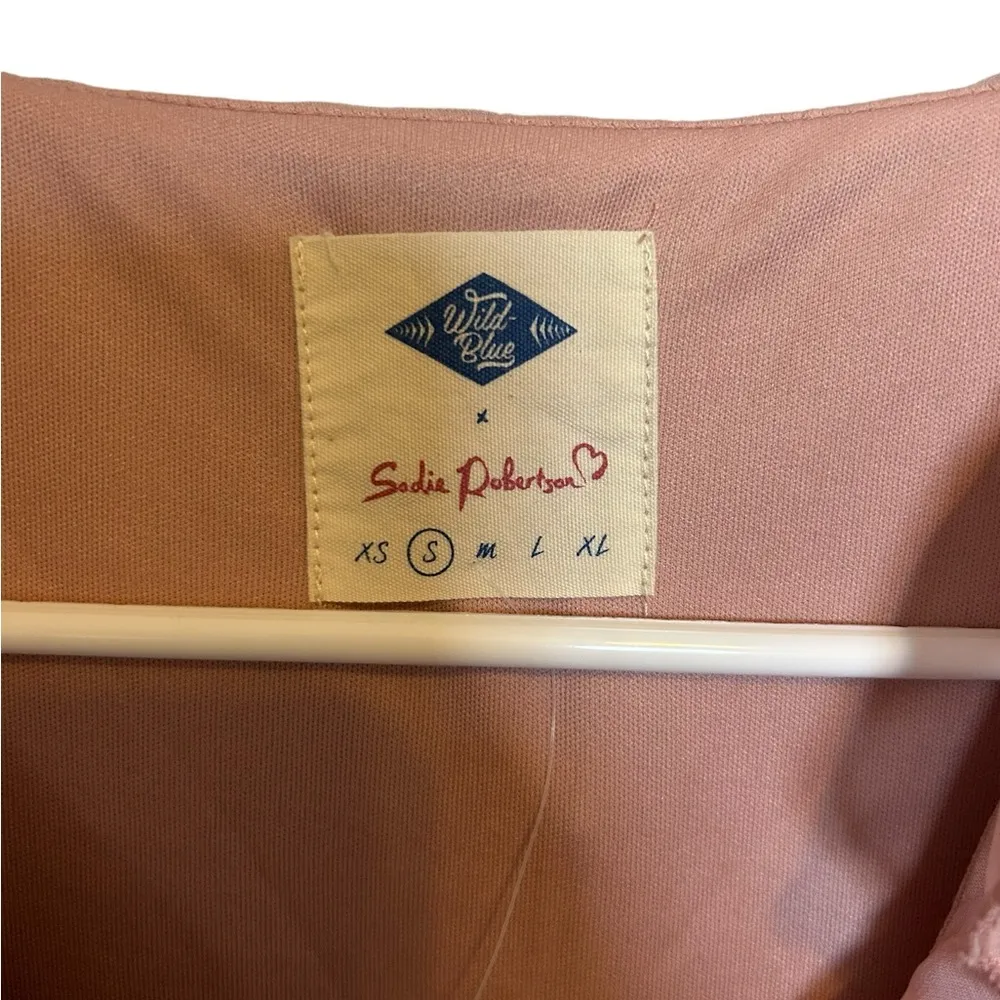 Wild-
Blue
x
Sadie Robertson
XS S M L XL